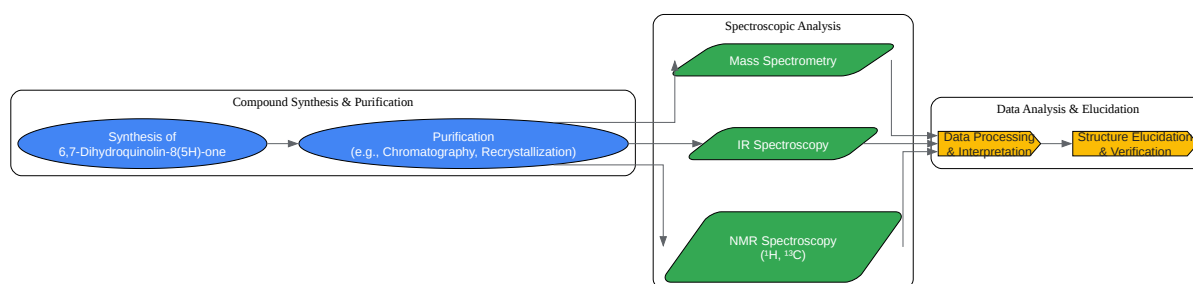 Compound Synthesis & Purification
Synthesis of
6,7-Dihydroquinolin-8(5H)-one
Purification
(e.g., Chromatography, Recrystallization)
Spectroscopic Analysis
Mass Spectrometry
IR Spectroscopy
NMR Spectroscopy
(¹H, ¹³C)
Data Analysis & Elucidation
Data Processing
& Interpretation
Structure Elucidation
& Verification